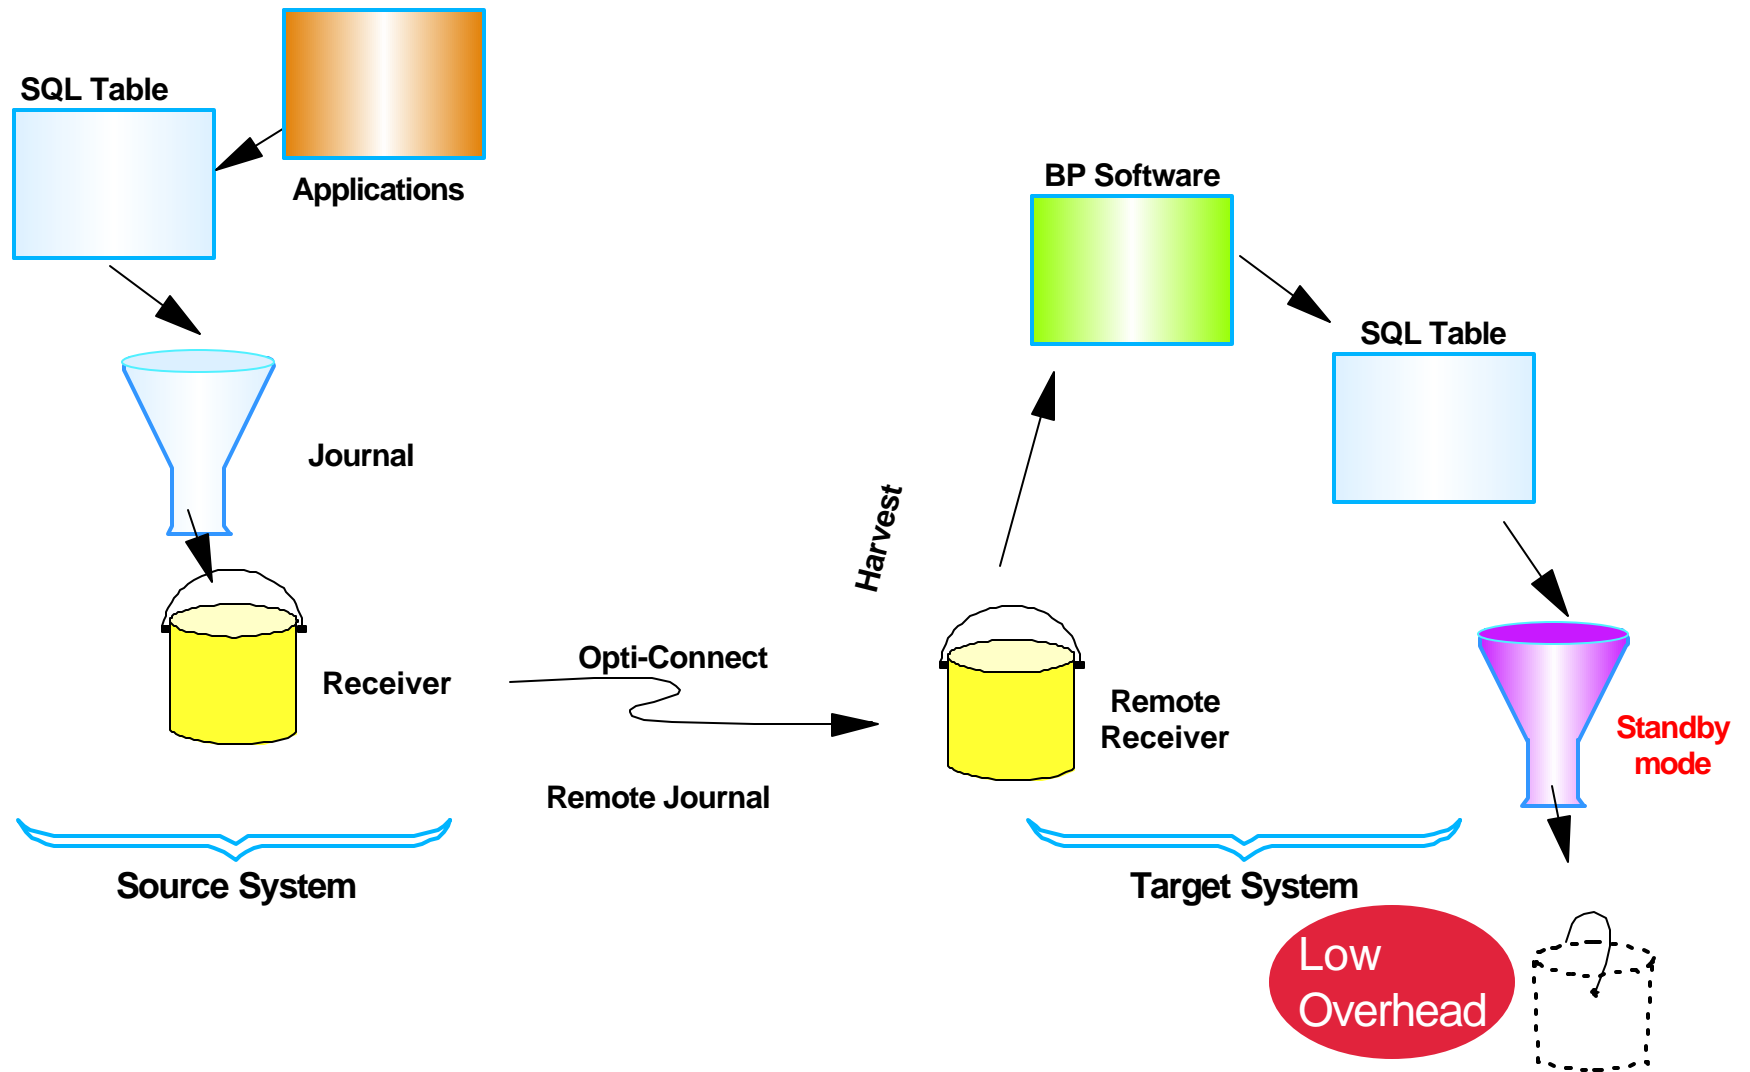 SQL Table
Applications
Journal
Receiver
Source System
Opti-Connect
Remote Journal
Harvest
BP Software
SQL Table
Remote
Receiver
Standby
mode
Target System
Low
Overhead